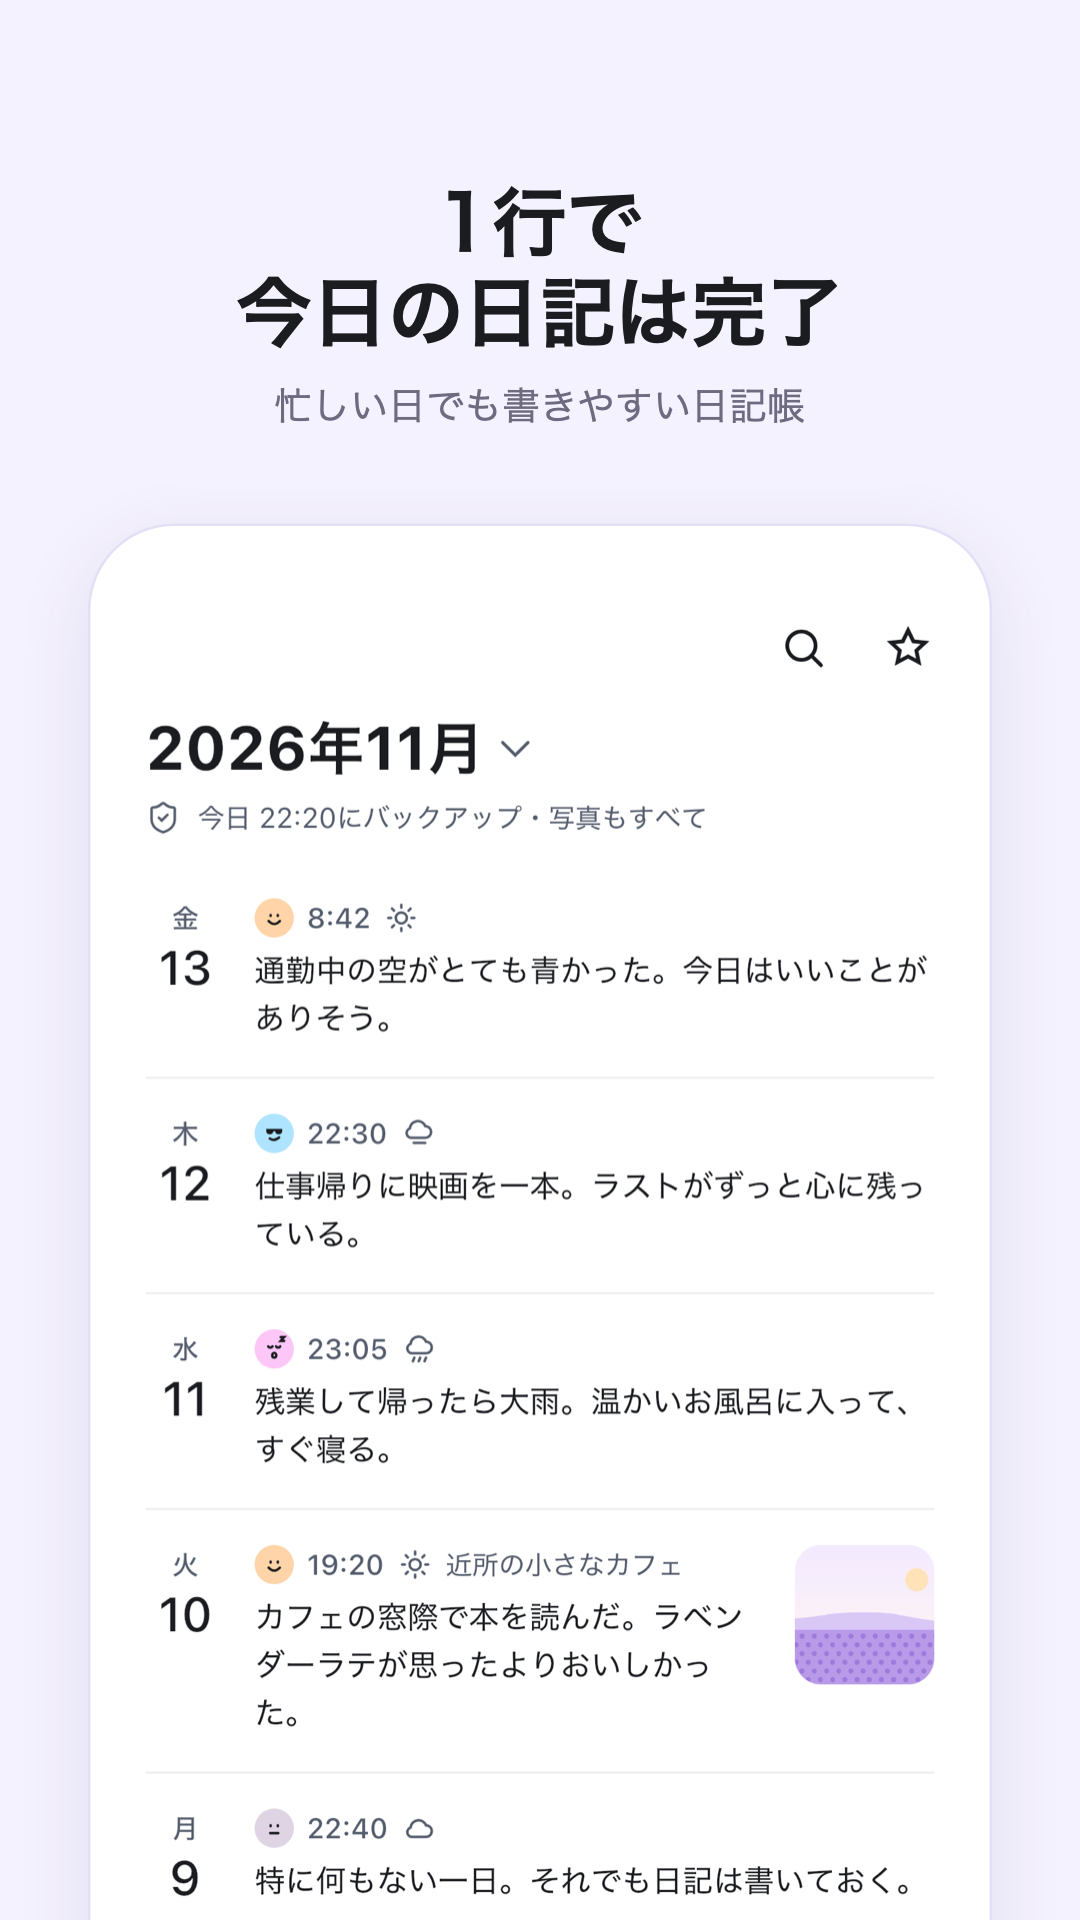 1行で
今日の日記は完了
忙しい日でも書きやすい日記帳
2026年11月
今日 22:20にバックアップ・写真もすべて
金
13
8:42
通勤中の空がとても青かった。今日はいいことが
ありそう。
木
12
22:30
仕事帰りに映画を一本。ラストがずっと心に残っ
ている。
水
11
23:05
残業して帰ったら大雨。温かいお風呂に入って、
すぐ寝る。
火
10
19:20 近所の小さなカフェ
カフェの窓際で本を読んだ。ラベン
ダーラテが思ったよりおいしかっ
た。
月
9
22:40
特に何もない一日。それでも日記は書いておく。